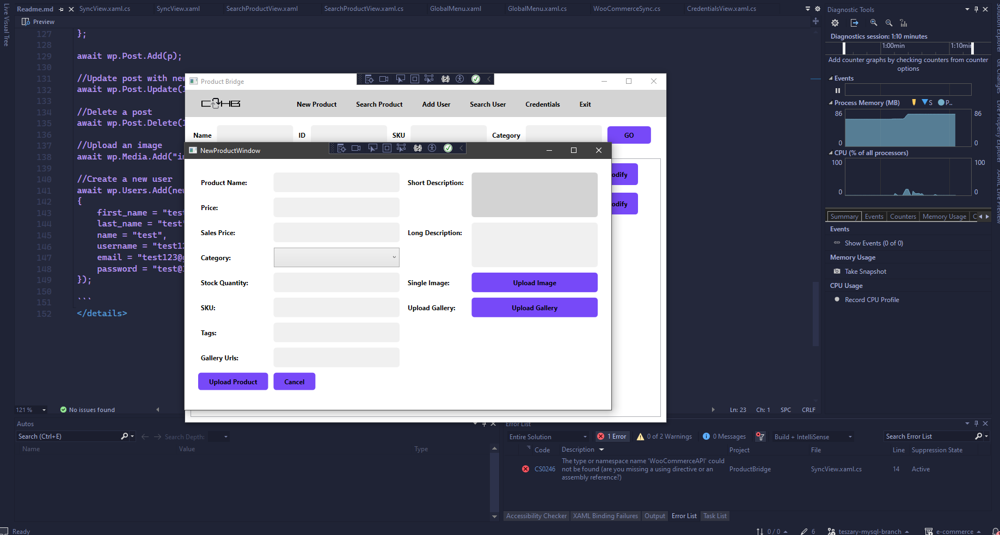 Live Visual Tree
Readme.md
SyncView.xaml.cs
SyncView.xaml
SearchProductView.xaml
SearchProductView.xaml.cs
GlobalMenu.xaml
GlobalMenu.xaml.cs
WooCommerceSync.cs
CredentialsView.xaml.cs
Preview
127 };
128
129 await wp.Post.Add(p);
130
131 //Update post with new
132 await wp.Post.Update(
133
134 //Delete a post
135 await wp.Post.Delete(
136
137 //Upload an image
138 await wp.Media.Add("i
139
140 //Create a new user
141 await wp.Users.Add(new
142 {
143 first_name = "test
144 last_name = "test"
145 name = "test",
146 username = "test1
147 email = "test123@
148 password = "test@
149 });
150
151 ```
152 </details>
Product Bridge
New Product Search Product Add User Search User Credentials Exit
Name ID SKU Category GO
odify
odify
NewProductWindow
Product Name:
Price:
Sales Price:
Category:
Stock Quantity:
SKU:
Tags:
Gallery Urls:
Short Description:
Long Description:
Single Image: Upload Image
Upload Gallery: Upload Gallery
Upload Product Cancel
121 % No issues found Ln: 23 Ch: 1 SPC CRLF
Diagnostic Tools
Diagnostics session: 1:10 minutes
1:00min 1:10min
Add counter graphs by checking counters from counter
options
Events
Process Memory (MB) S P..
86 86
0 0
CPU (% of all processors)
100 100
0 0
Summary Events Counters Memory Usage C
Events
Show Events (0 of 0)
Memory Usage
Take Snapshot
CPU Usage
Record CPU Profile
Solution Explorer
Git Changes
Live Property Explorer
XAML Live Preview
Autos
Search (Ctrl+E) Search Depth:
Name Value Type
Error List
Entire Solution 1 Error 0 of 2 Warnings 0 Messages Build + IntelliSense Search Error List
Code Description Project File Line Suppression State
CS0246 The type or namespace name 'WooCommerceAPI' could not be found (are you missing a using directive or an assembly reference?) ProductBridge SyncView.xaml.cs 14 Active
Accessibility Checker XAML Binding Failures Output Error List Task List
Ready 0 / 0 6 teszary-mysql-branch e-commerce